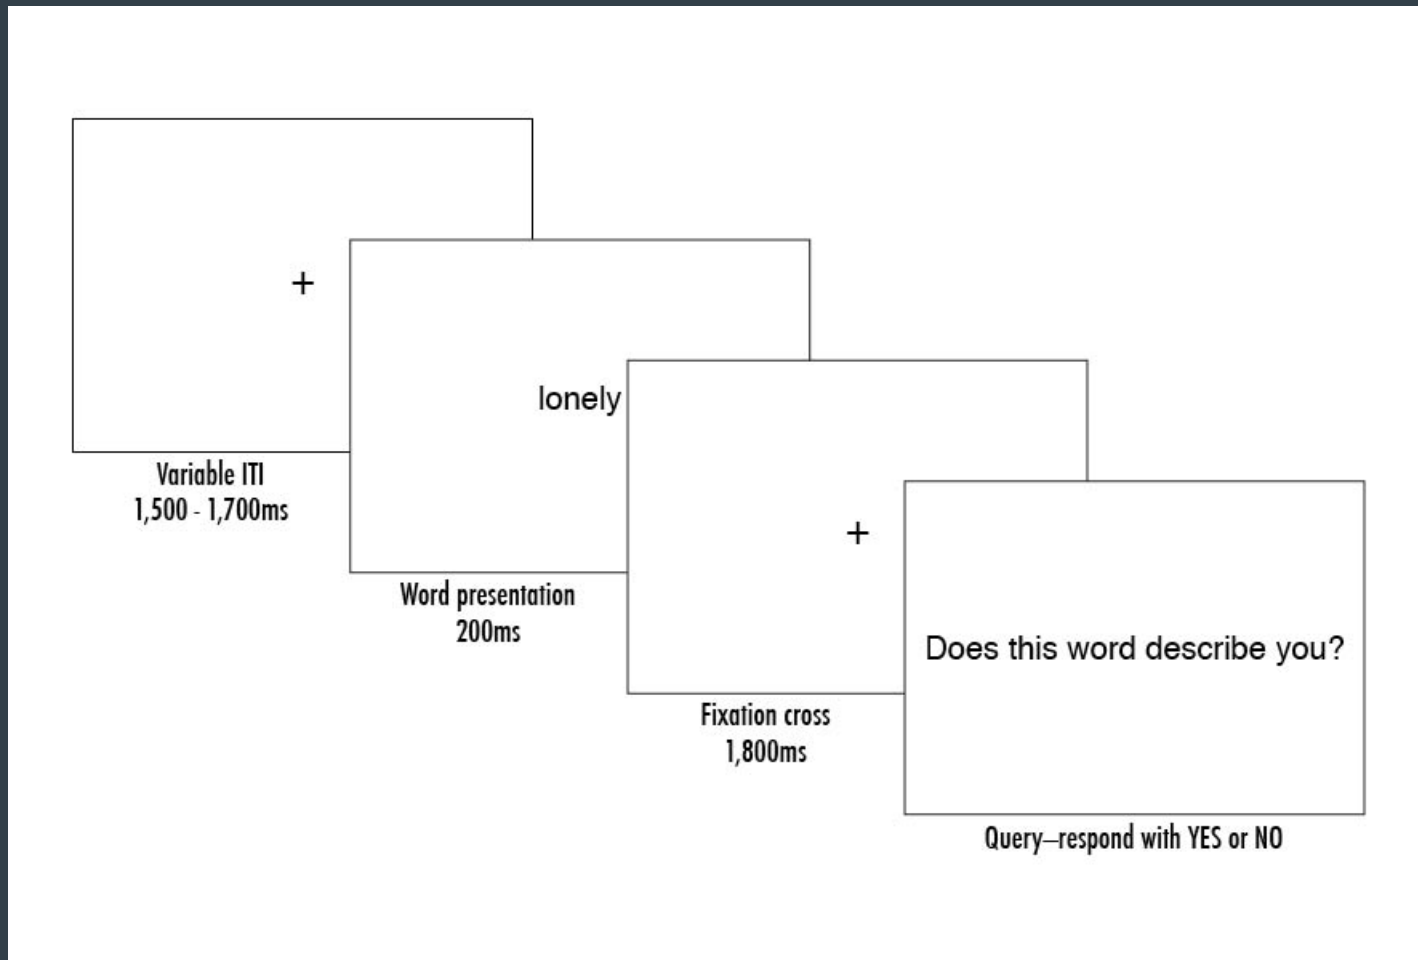 +
Variable ITI
1,500 - 1,700ms
lonely
Word presentation
200ms
+
Fixation cross
1,800ms
Does this word describe you?
Query–respond with YES or NO